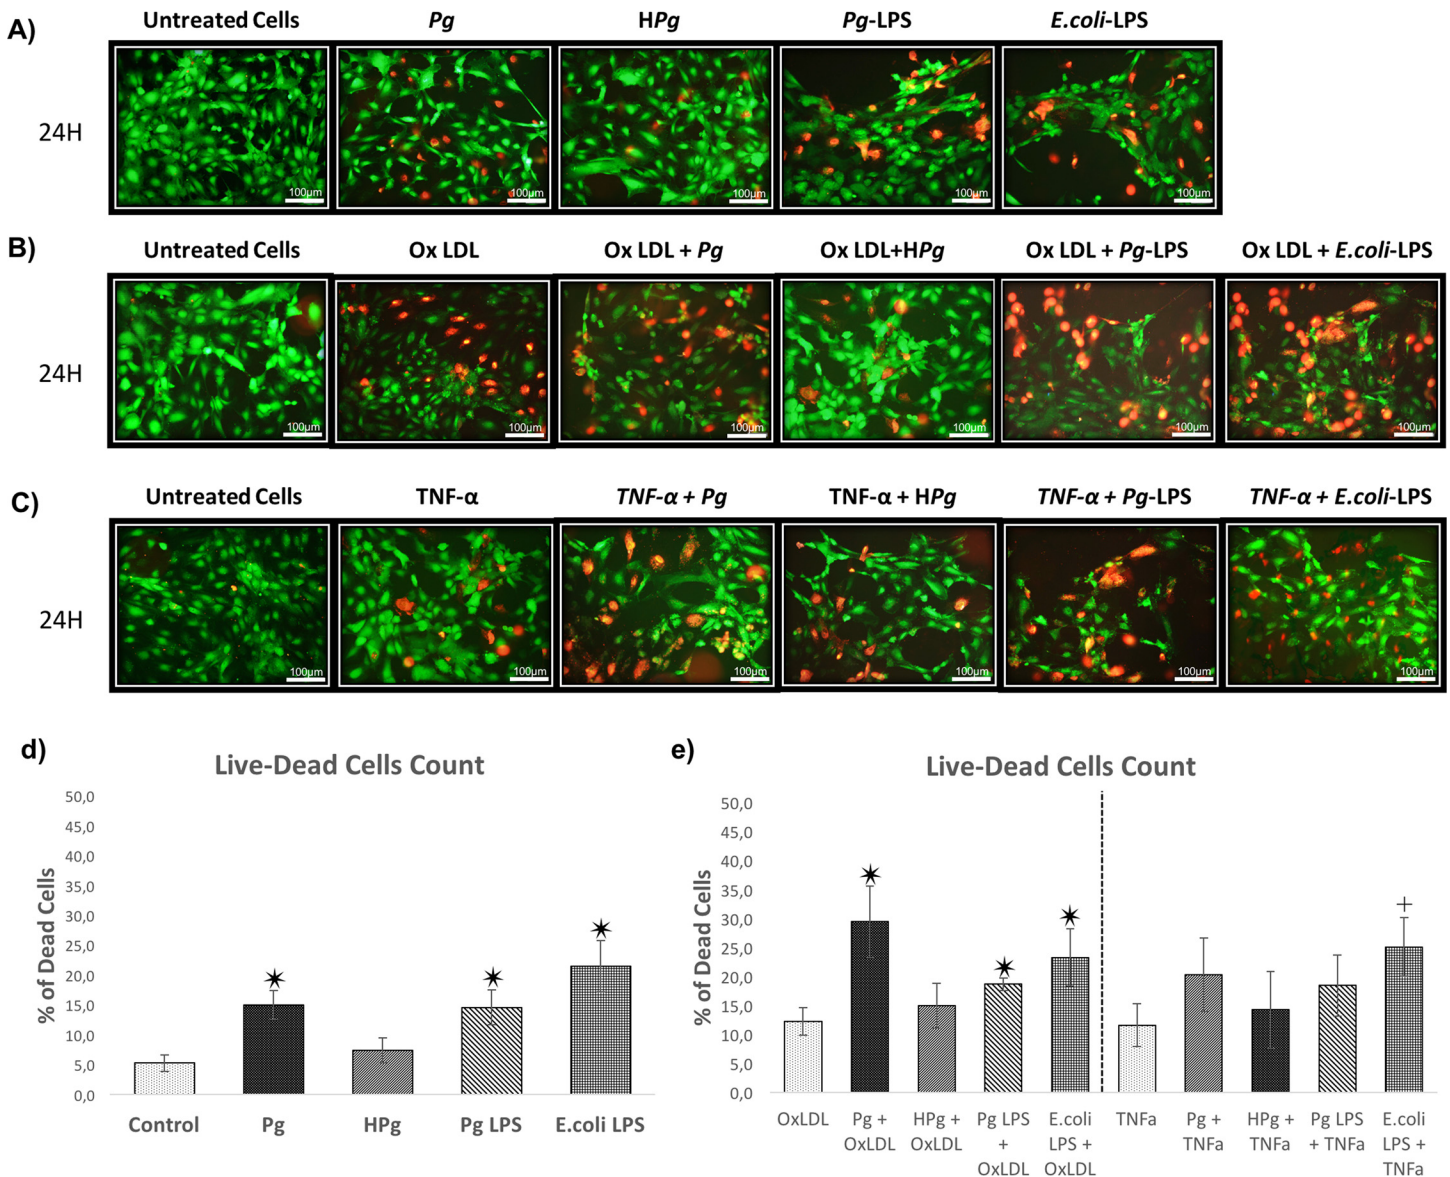 A)
Untreated Cells Pg HPg Pg-LPS E.coli-LPS
24H
100µm 100µm 100µm 100µm 100µm
B)
Untreated Cells Ox LDL Ox LDL + Pg Ox LDL+HPg Ox LDL + Pg-LPS Ox LDL + E.coli-LPS
24H
100µm 100µm 100µm 100µm 100µm 100µm
C)
Untreated Cells TNF-α TNF-α + Pg TNF-α + HPg TNF-α + Pg-LPS TNF-α + E.coli-LPS
24H
100µm 100µm 100µm 100µm 100µm 100µm
d)
Live-Dead Cells Count
% of Dead Cells
50,0
45,0
40,0
35,0
30,0
25,0
20,0
15,0
10,0
5,0
0,0
Control Pg HPg Pg LPS E.coli LPS
e)
Live-Dead Cells Count
% of Dead Cells
50,0
45,0
40,0
35,0
30,0
25,0
20,0
15,0
10,0
5,0
0,0
+
OxLDL
Pg +
OxLDL
HPg +
OxLDL
Pg LPS
+
OxLDL
E.coli
LPS +
OxLDL
TNFa
Pg +
TNFa
HPg +
TNFa
Pg LPS
+ TNFa
E.coli
LPS +
TNFa